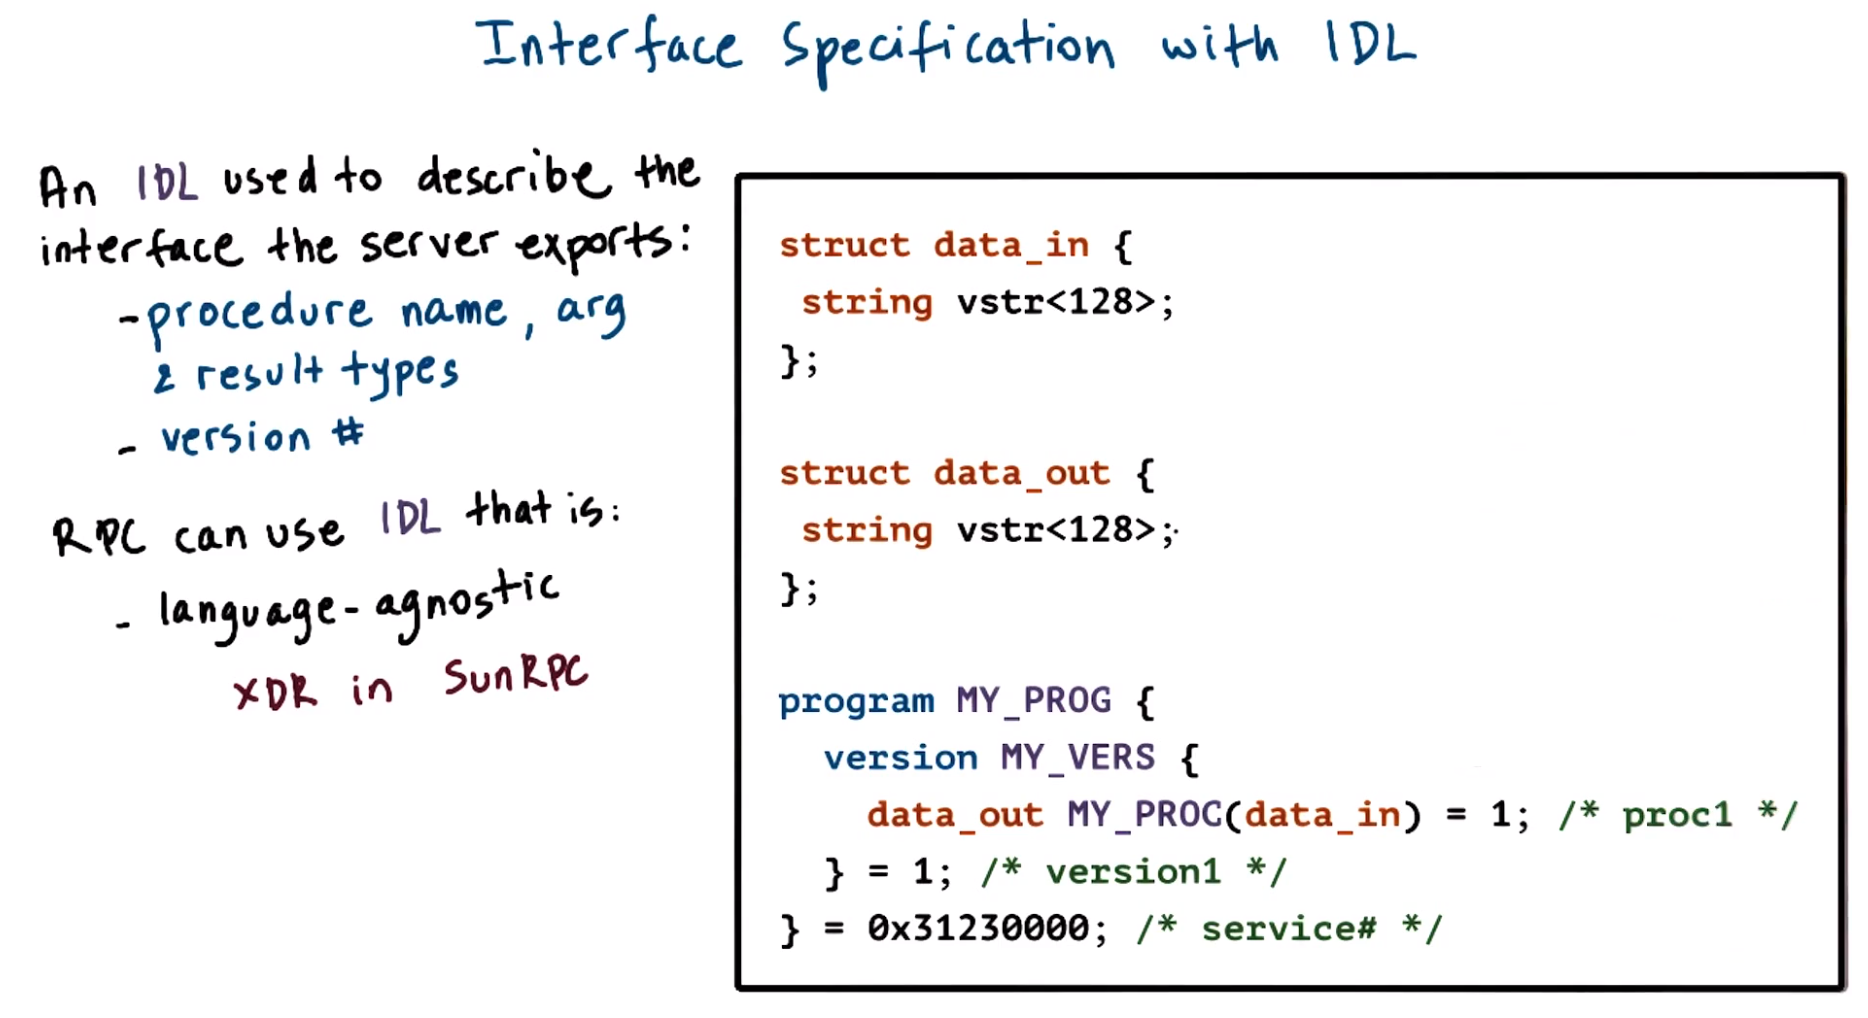 Interface Specification with IDL
An IDL used to describe the
interface the server exports:
- procedure name, arg
& result types
- version #
RPC can use IDL that is:
- language-agnostic
XDR in SunRPC
struct data_in {
string vstr<128>;
};
struct data_out {
string vstr<128>;
};
program MY_PROG {
version MY_VERS {
data_out MY_PROC(data_in) = 1; /* proc1 */
} = 1; /* version1 */
} = 0x31230000; /* service# */